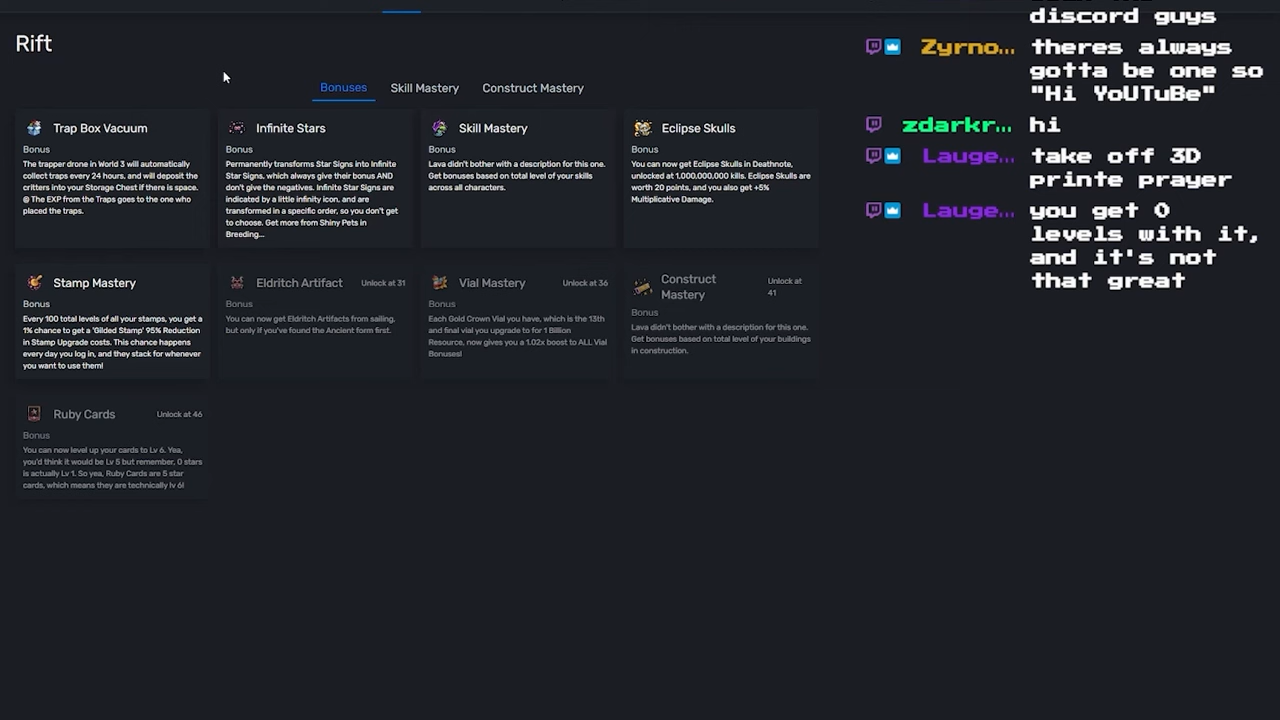 Rift
Bonuses Skill Mastery Construct Mastery
Trap Box Vacuum
Bonus
The trapper drone in World 3 will automatically
collect traps every 24 hours, and will deposit the
critters into your Storage Chest if there is space.
@ The EXP from the Traps goes to the one who
placed the traps.
Infinite Stars
Bonus
Permanently transforms Star Signs into Infinite
Star Signs, which always give their bonus AND
don't give the negatives. Infinite Star Signs are
indicated by a little infinity icon, and are
transformed in a specific order, so you don't get
to choose. Get more from Shiny Pets in
Breeding...
Skill Mastery
Bonus
Lava didn't bother with a description for this one.
Get bonuses based on total level of your skills
across all characters.
Eclipse Skulls
Bonus
You can now get Eclipse Skulls in Deathnote,
unlocked at 1,000,000,000 kills. Eclipse Skulls are
worth 20 points, and you also get +5%
Multiplicative Damage.
Stamp Mastery
Bonus
Every 100 total levels of all your stamps, you get a
1% chance to get a 'Gilded Stamp' 95% Reduction
in Stamp Upgrade costs. This chance happens
every day you log in, and they stack for whenever
you want to use them!
Eldritch Artifact Unlock at 31
Bonus
You can now get Eldritch Artifacts from sailing,
but only if you've found the Ancient form first.
Vial Mastery Unlock at 36
Bonus
Each Gold Crown Vial you have, which is the 13th
and final vial you upgrade to for 1 Billion
Resource, now gives you a 1.02x boost to ALL Vial
Bonuses!
Construct
Mastery
Unlock at
41
Bonus
Lava didn't bother with a description for this one.
Get bonuses based on total level of your buildings
in construction.
Ruby Cards Unlock at 46
Bonus
You can now level up your cards to Lv 6. Yea,
you'd think it would be Lv 5 but remember, 0 stars
is actually Lv 1. So yea, Ruby Cards are 5 star
cards, which means they are technically lv 6!
discord guys
Zyrno... theres always
gotta be one so
"Hi YoUTuBe"
zdarkr... hi
Lauge... take off 3D
printe prayer
Lauge... you get 0
levels with it,
and it's not
that great